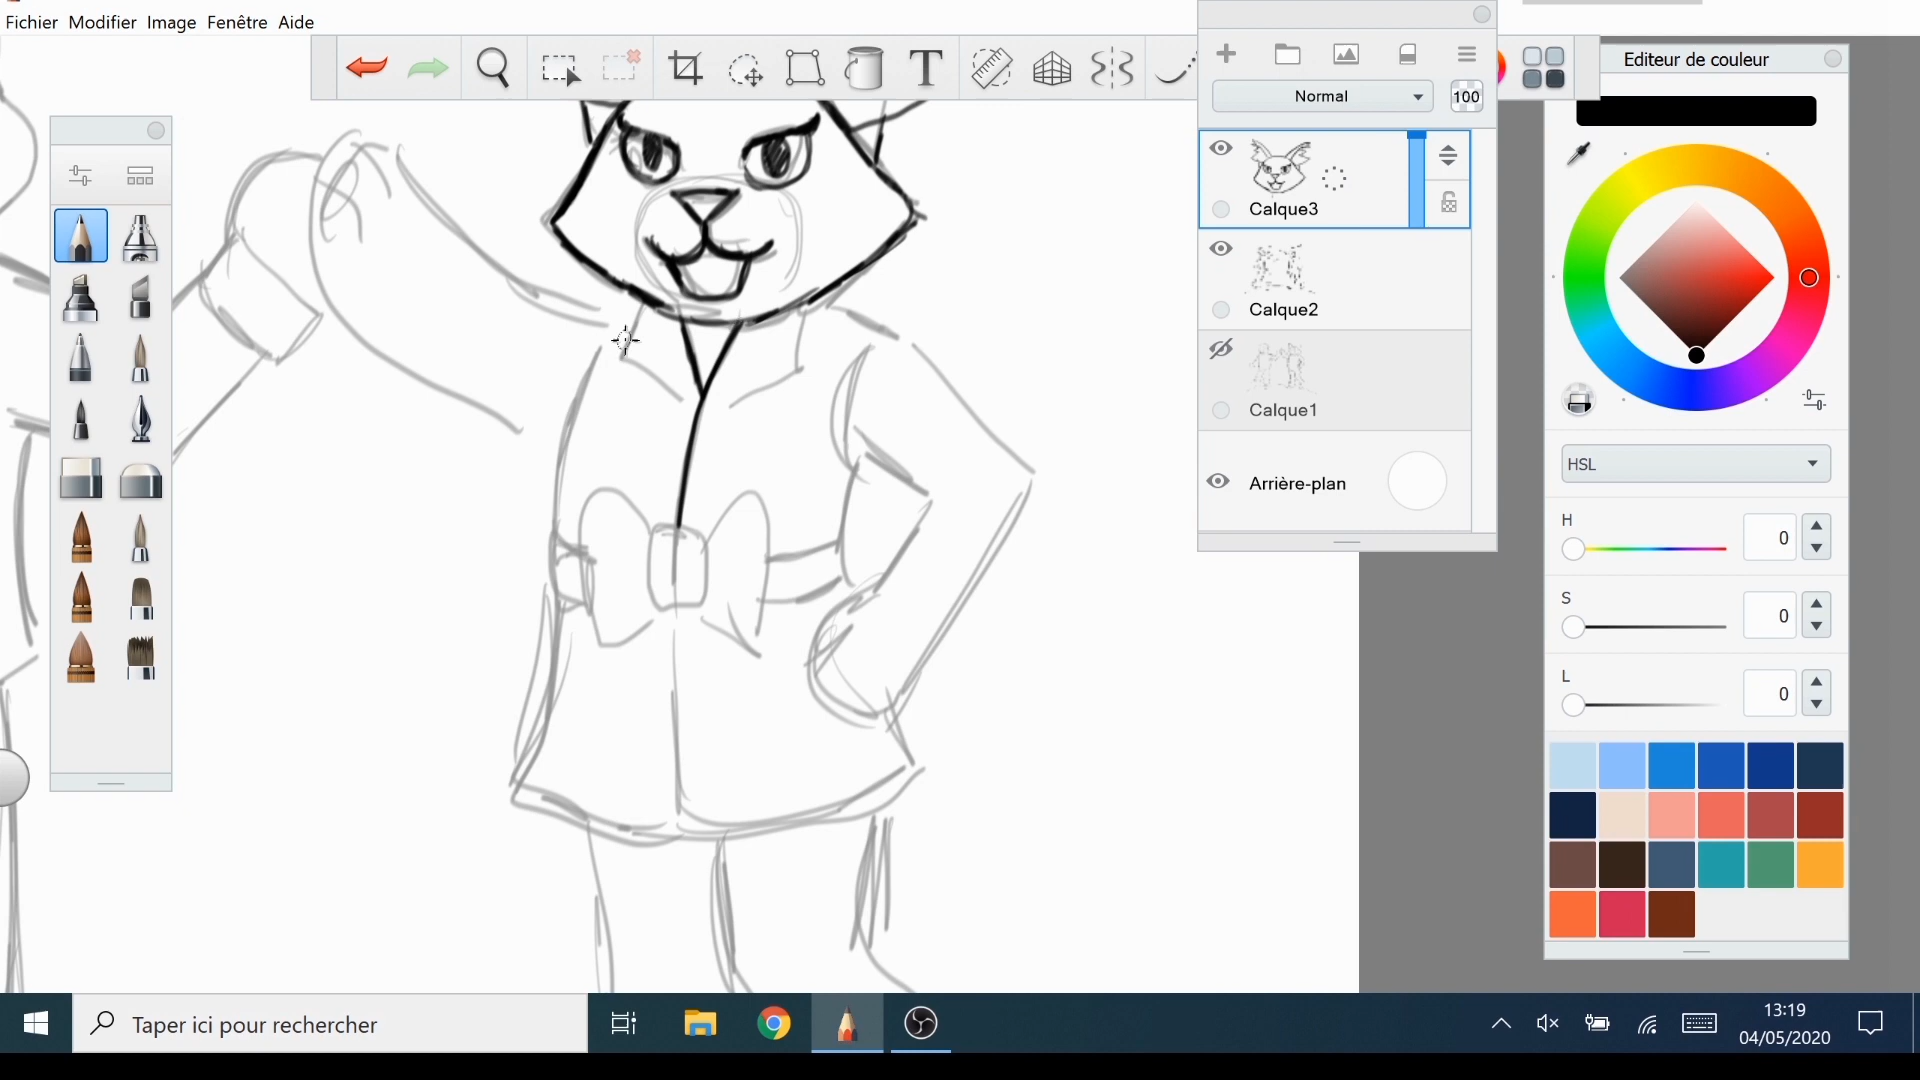 Fichier Modifier Image Fenêtre Aide
T
Normal 100
Calque3
Calque2
Calque1
Arrière-plan
Editeur de couleur
HSL
H 0
S 0
L 0
Taper ici pour rechercher
13:19
04/05/2020